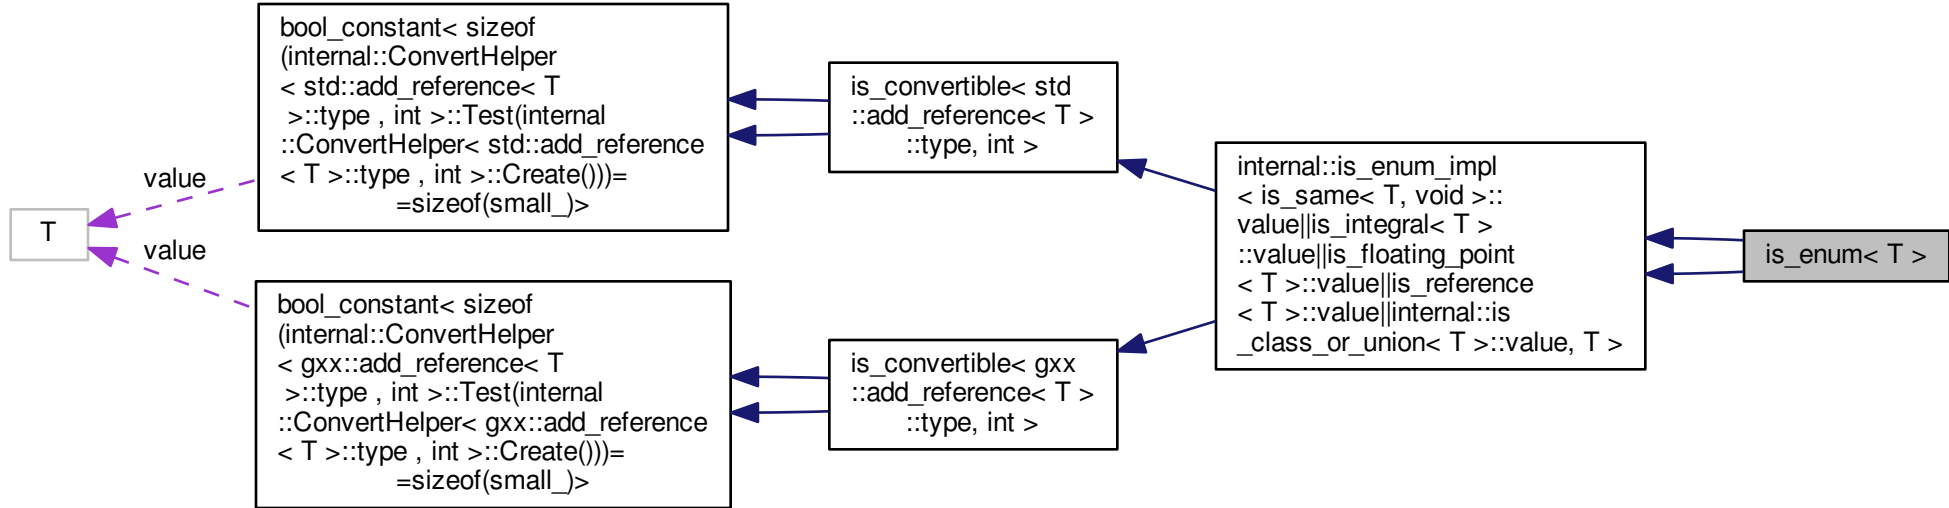 bool_constant< sizeof
(internal::ConvertHelper
< std::add_reference< T
>::type , int >::Test(internal
::ConvertHelper< std::add_reference
< T >::type , int >::Create()))=
=sizeof(small_)>
is_convertible< std
::add_reference< T >
::type, int >
internal::is_enum_impl
< is_same< T, void >::
value||is_integral< T >
::value||is_floating_point
< T >::value||is_reference
< T >::value||internal::is
_class_or_union< T >::value, T >
is_enum< T >
value
T
value
bool_constant< sizeof
(internal::ConvertHelper
< gxx::add_reference< T
>::type , int >::Test(internal
::ConvertHelper< gxx::add_reference
< T >::type , int >::Create()))=
=sizeof(small_)>
is_convertible< gxx
::add_reference< T >
::type, int >